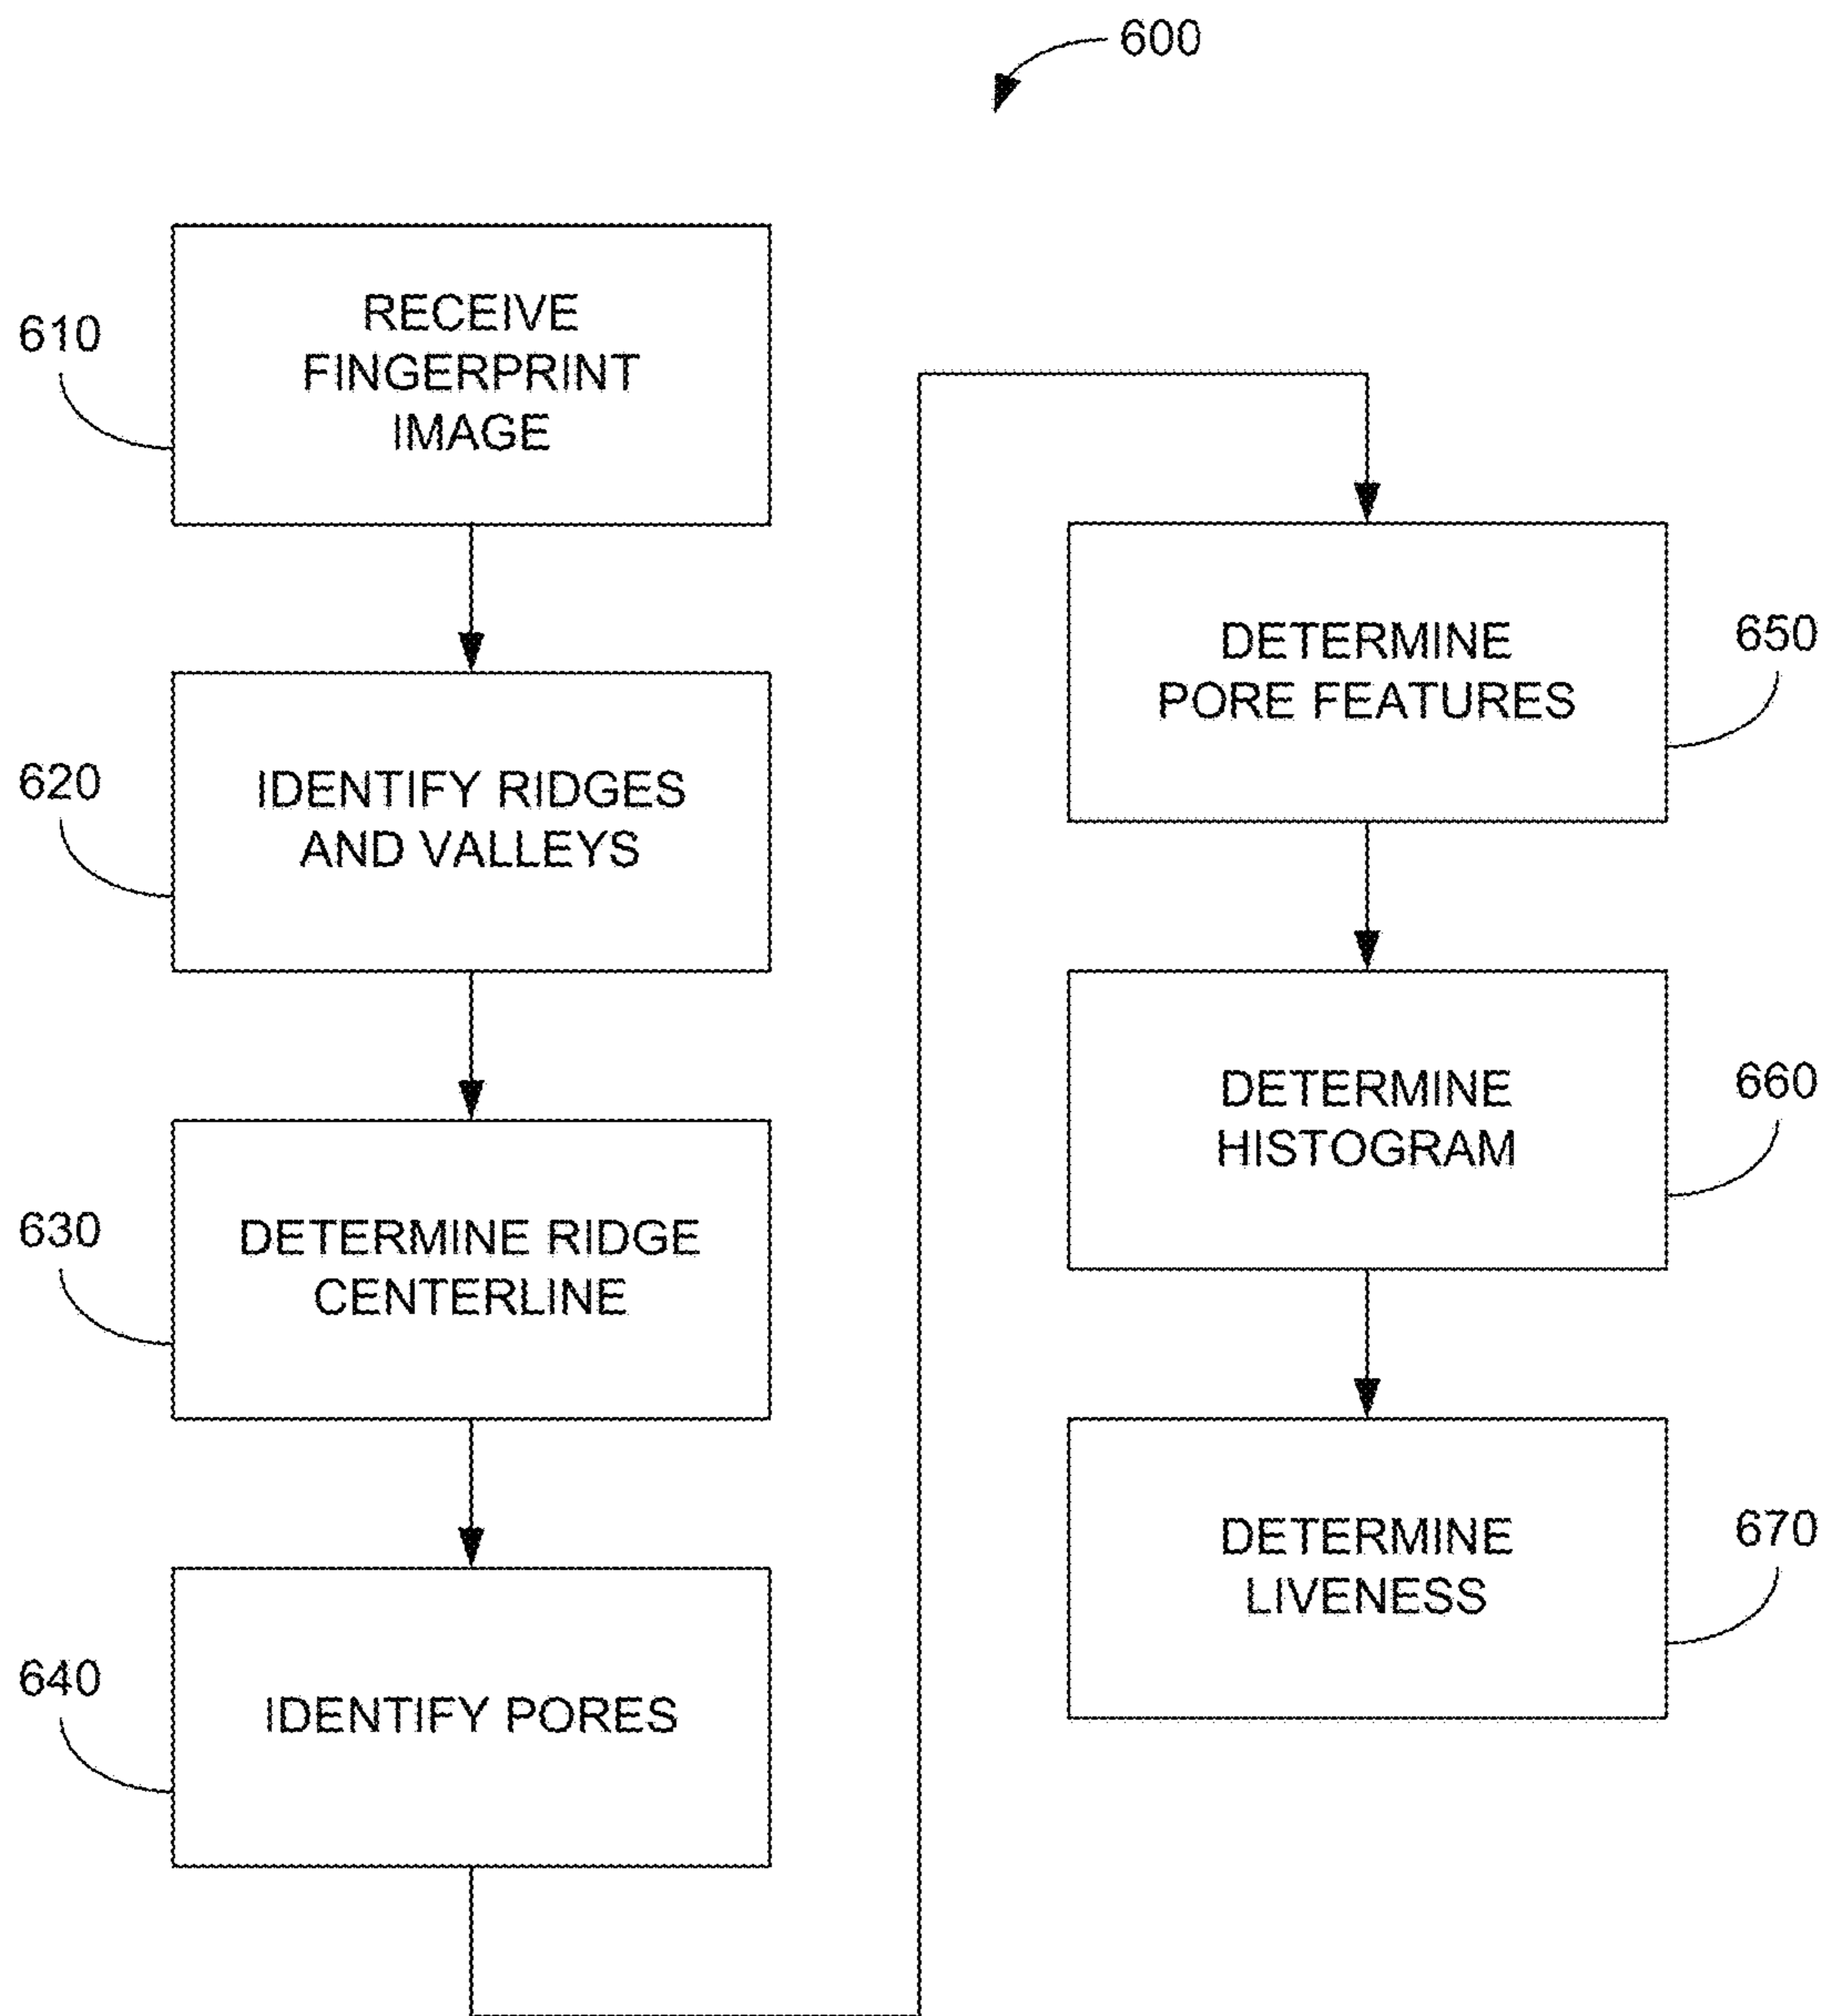 600
610
RECEIVE
FINGERPRINT
IMAGE
620
IDENTIFY RIDGES
AND VALLEYS
630
DETERMINE RIDGE
CENTERLINE
640
IDENTIFY PORES
650
DETERMINE
PORE FEATURES
660
DETERMINE
HISTOGRAM
670
DETERMINE
LIVENESS